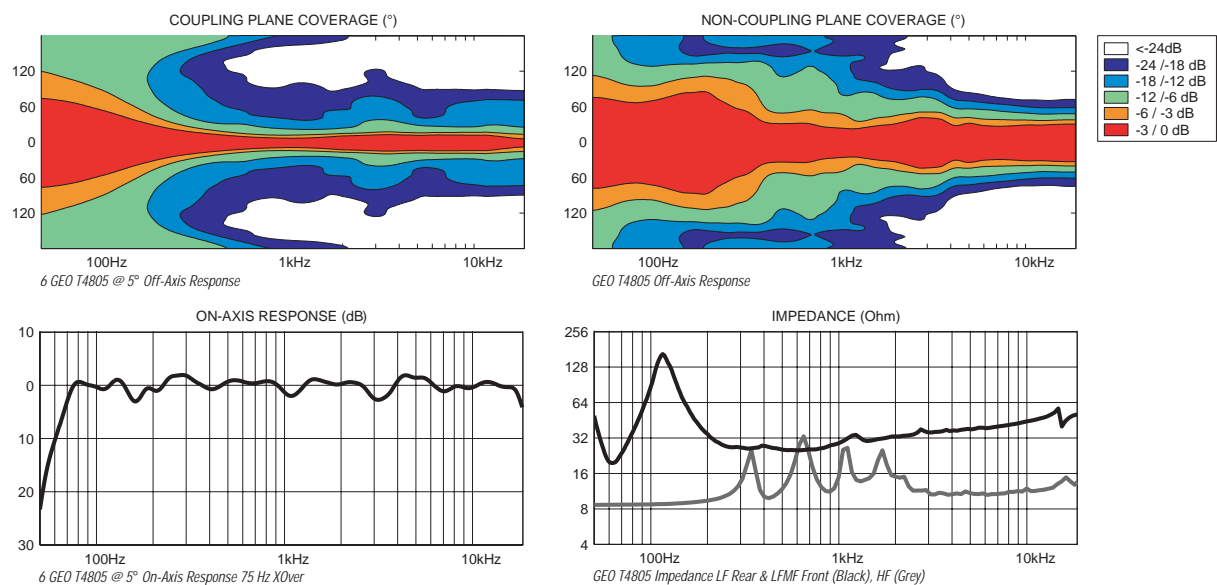 COUPLING PLANE COVERAGE (°)
120
60
0
60
120
100Hz 1kHz 10kHz
6 GEO T4805 @ 5° Off-Axis Response
NON-COUPLING PLANE COVERAGE (°)
120
60
0
60
120
100Hz 1kHz 10kHz
GEO T4805 Off-Axis Response
<-24dB
-24 /-18 dB
-18 /-12 dB
-12 /-6 dB
-6 / -3 dB
-3 / 0 dB
ON-AXIS RESPONSE (dB)
10
0
10
20
30
100Hz 1kHz 10kHz
6 GEO T4805 @ 5° On-Axis Response 75 Hz XOver
IMPEDANCE (Ohm)
256
128
64
32
16
8
4
100Hz 1kHz 10kHz
GEO T4805 Impedance LF Rear & LFMF Front (Black), HF (Grey)